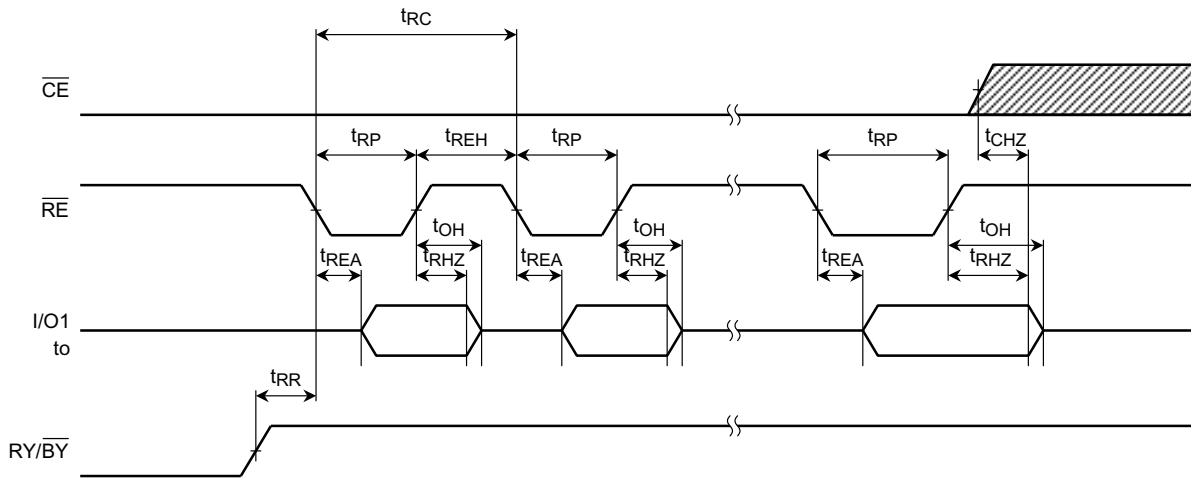 tRC
CE
tRP tREH tRP tRP tCHZ
RE
tOH tOH tOH
tREA tRHZ tREA tRHZ tREA tRHZ
I/O1
to
tRR
RY/BY